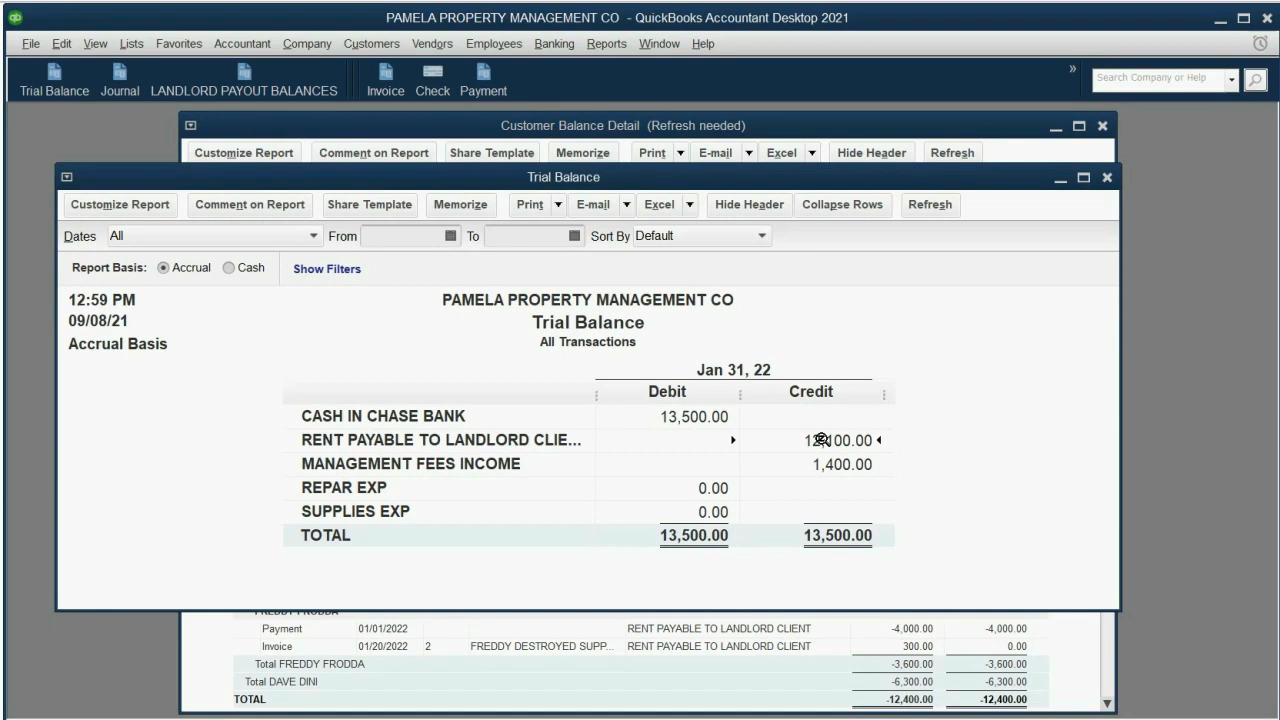 PAMELA PROPERTY MANAGEMENT CO - QuickBooks Accountant Desktop 2021
File Edit View Lists Favorites Accountant Company Customers Vendors Employees Banking Reports Window Help
Trial Balance Journal LANDLORD PAYOUT BALANCES Invoice Check Payment » Search Company or Help
Customer Balance Detail (Refresh needed)
Customize Report Comment on Report Share Template Memorize Print E-mail Excel Hide Header Refresh
Trial Balance
Customize Report Comment on Report Share Template Memorize Print E-mail Excel Hide Header Collapse Rows Refresh
Dates All From To Sort By Default
Report Basis: Accrual Cash Show Filters
12:59 PM PAMELA PROPERTY MANAGEMENT CO
09/08/21 Trial Balance
Accrual Basis All Transactions
Jan 31, 22
Debit Credit
CASH IN CHASE BANK 13,500.00
RENT PAYABLE TO LANDLORD CLIE...
MANAGEMENT FEES INCOME 1,400.00
REPAR EXP 0.00
SUPPLIES EXP 0.00
TOTAL 13,500.00 13,500.00
FREDDY FRODDA
Payment 01/01/2022 RENT PAYABLE TO LANDLORD CLIENT -4,000.00 -4,000.00
Invoice 01/20/2022 2 FREDDY DESTROYED SUPP... RENT PAYABLE TO LANDLORD CLIENT 300.00 0.00
Total FREDDY FRODDA -3,600.00 -3,600.00
Total DAVE DINI -6,300.00 -6,300.00
TOTAL -12,400.00 -12,400.00